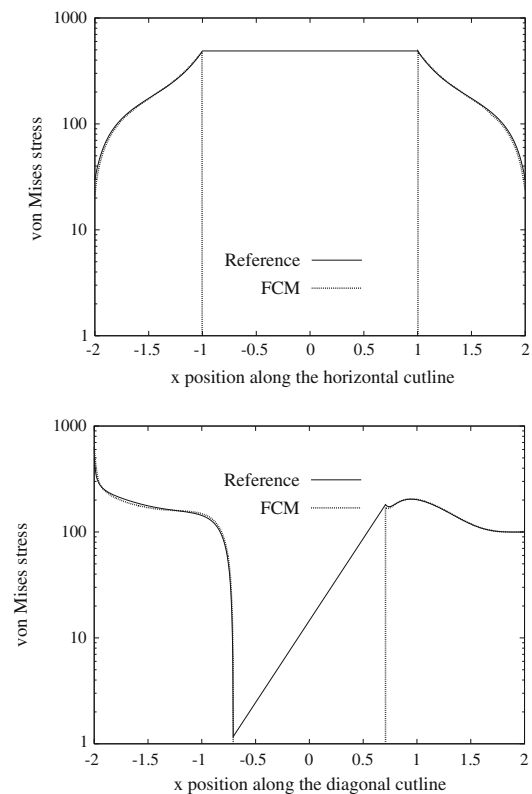 1000
100
10
1
von Mises stress
Reference
FCM
-2 -1.5 -1 -0.5 0 0.5 1 1.5 2
x position along the horizontal cutline
1000
100
10
1
von Mises stress
Reference
FCM
-2 -1.5 -1 -0.5 0 0.5 1 1.5 2
x position along the diagonal cutline